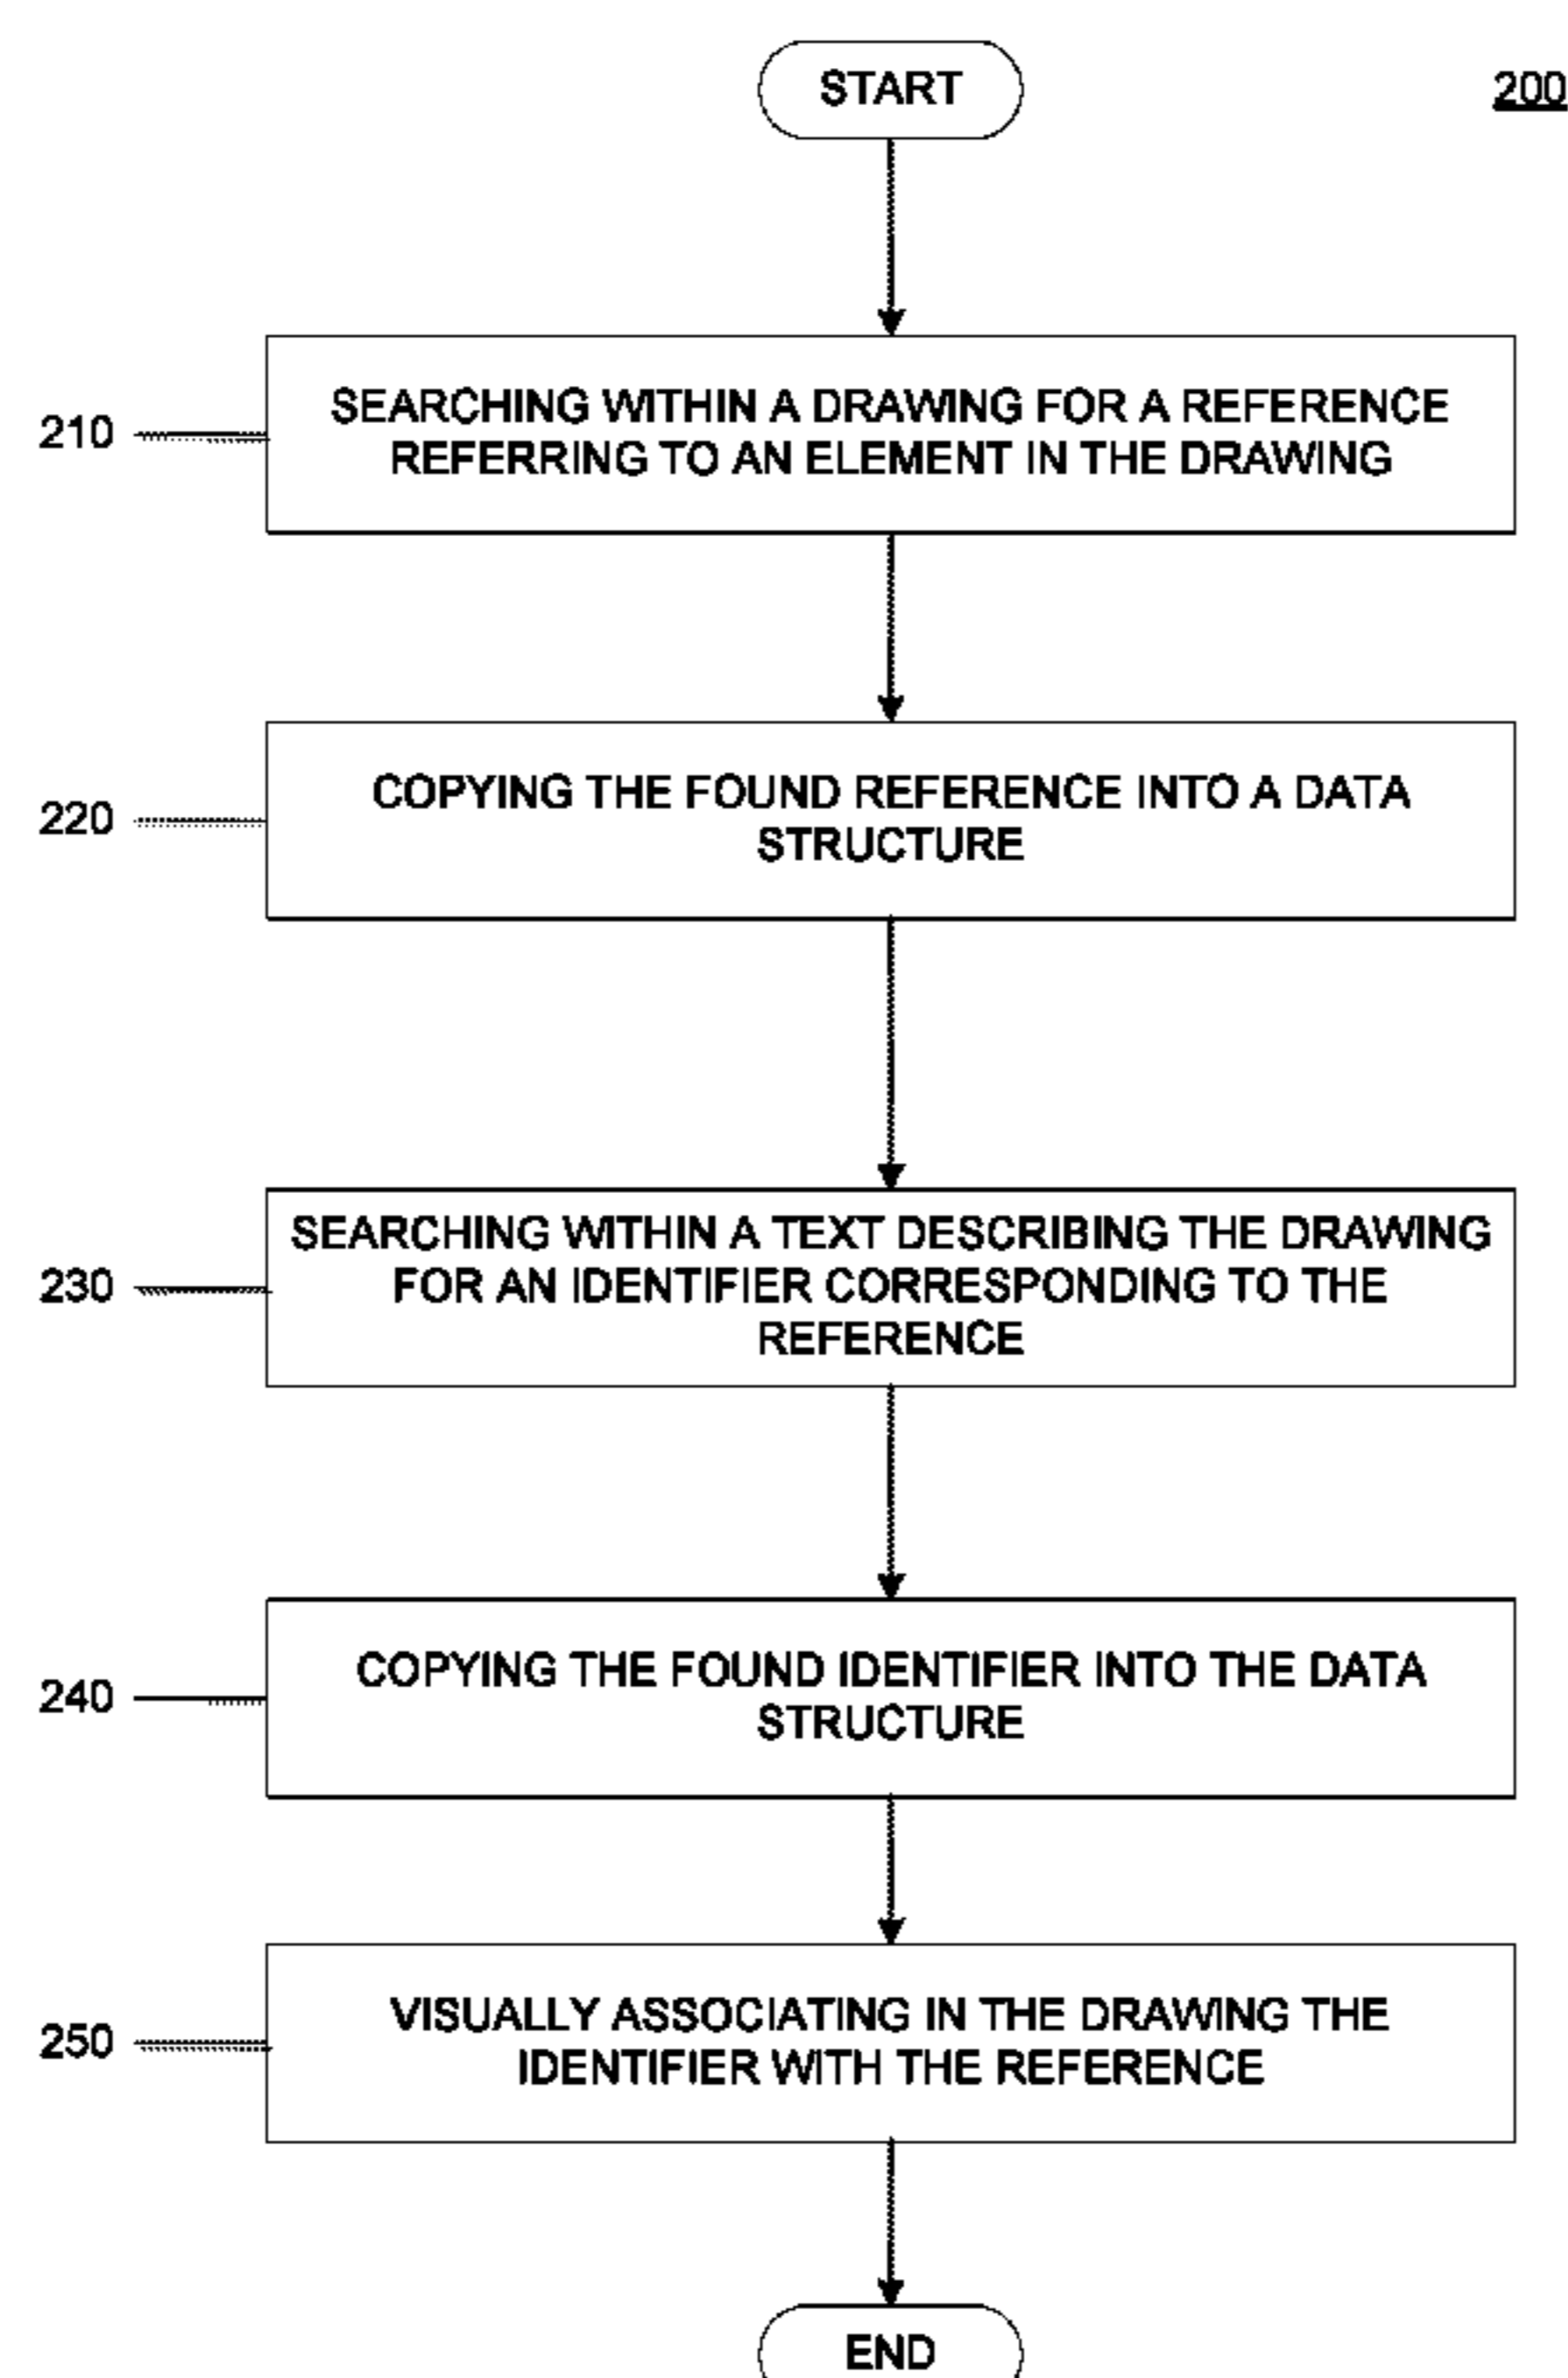 START
200
210
SEARCHING WITHIN A DRAWING FOR A REFERENCE
REFERRING TO AN ELEMENT IN THE DRAWING
220
COPYING THE FOUND REFERENCE INTO A DATA
STRUCTURE
230
SEARCHING WITHIN A TEXT DESCRIBING THE DRAWING
FOR AN IDENTIFIER CORRESPONDING TO THE
REFERENCE
240
COPYING THE FOUND IDENTIFIER INTO THE DATA
STRUCTURE
250
VISUALLY ASSOCIATING IN THE DRAWING THE
IDENTIFIER WITH THE REFERENCE
END